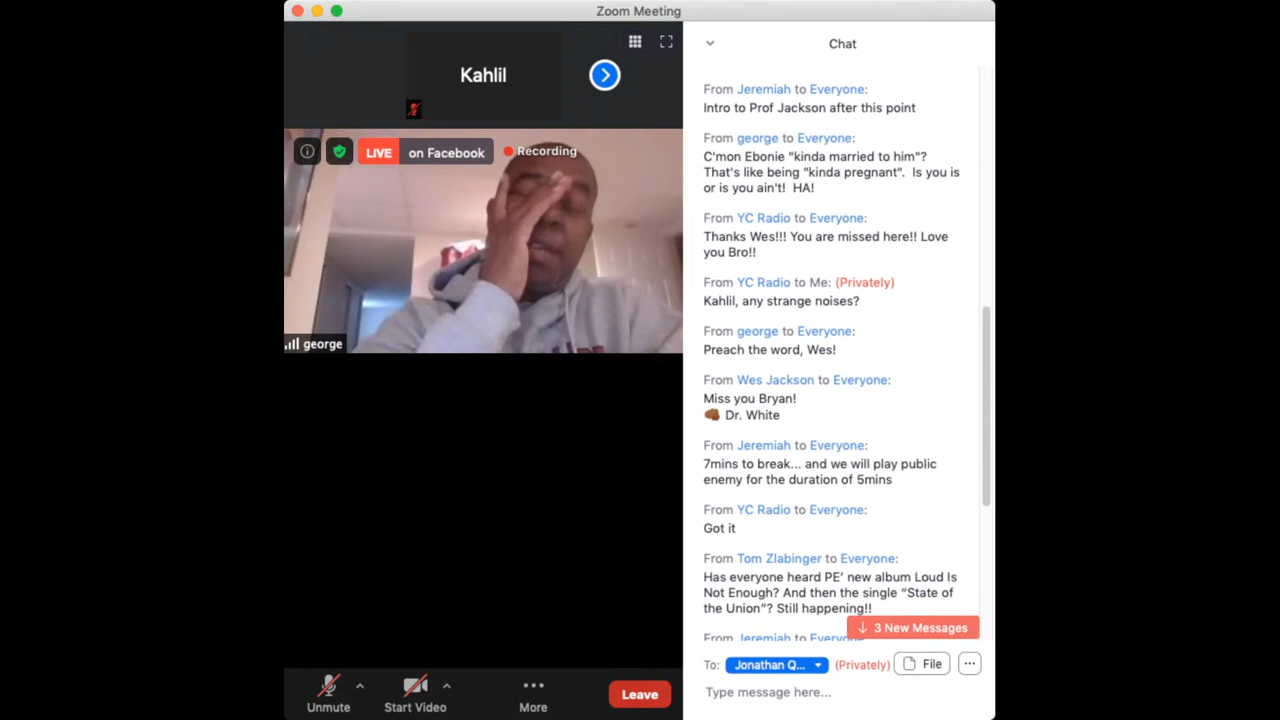 Zoom Meeting
Kahlil
LIVE on Facebook
Recording
george
Chat
From Jeremiah to Everyone:
Intro to Prof Jackson after this point
From george to Everyone:
C'mon Ebonie "kinda married to him"?
That's like being "kinda pregnant". Is you is
or is you ain't! HA!
From YC Radio to Everyone:
Thanks Wes!!! You are missed here!! Love
you Bro!!
From YC Radio to Me: (Privately)
Kahlil, any strange noises?
From george to Everyone:
Preach the word, Wes!
From Wes Jackson to Everyone:
Miss you Bryan!
👊🏾 Dr. White
From Jeremiah to Everyone:
7mins to break... and we will play public
enemy for the duration of 5mins
From YC Radio to Everyone:
Got it
From Tom Zlabinger to Everyone:
Has everyone heard PE’ new album Loud Is
Not Enough? And then the single “State of
the Union”? Still happening!!
3 New Messages
From Jeremiah to Everyone
To: Jonathan Q... (Privately) File
Type message here...
Unmute
Start Video
More
Leave